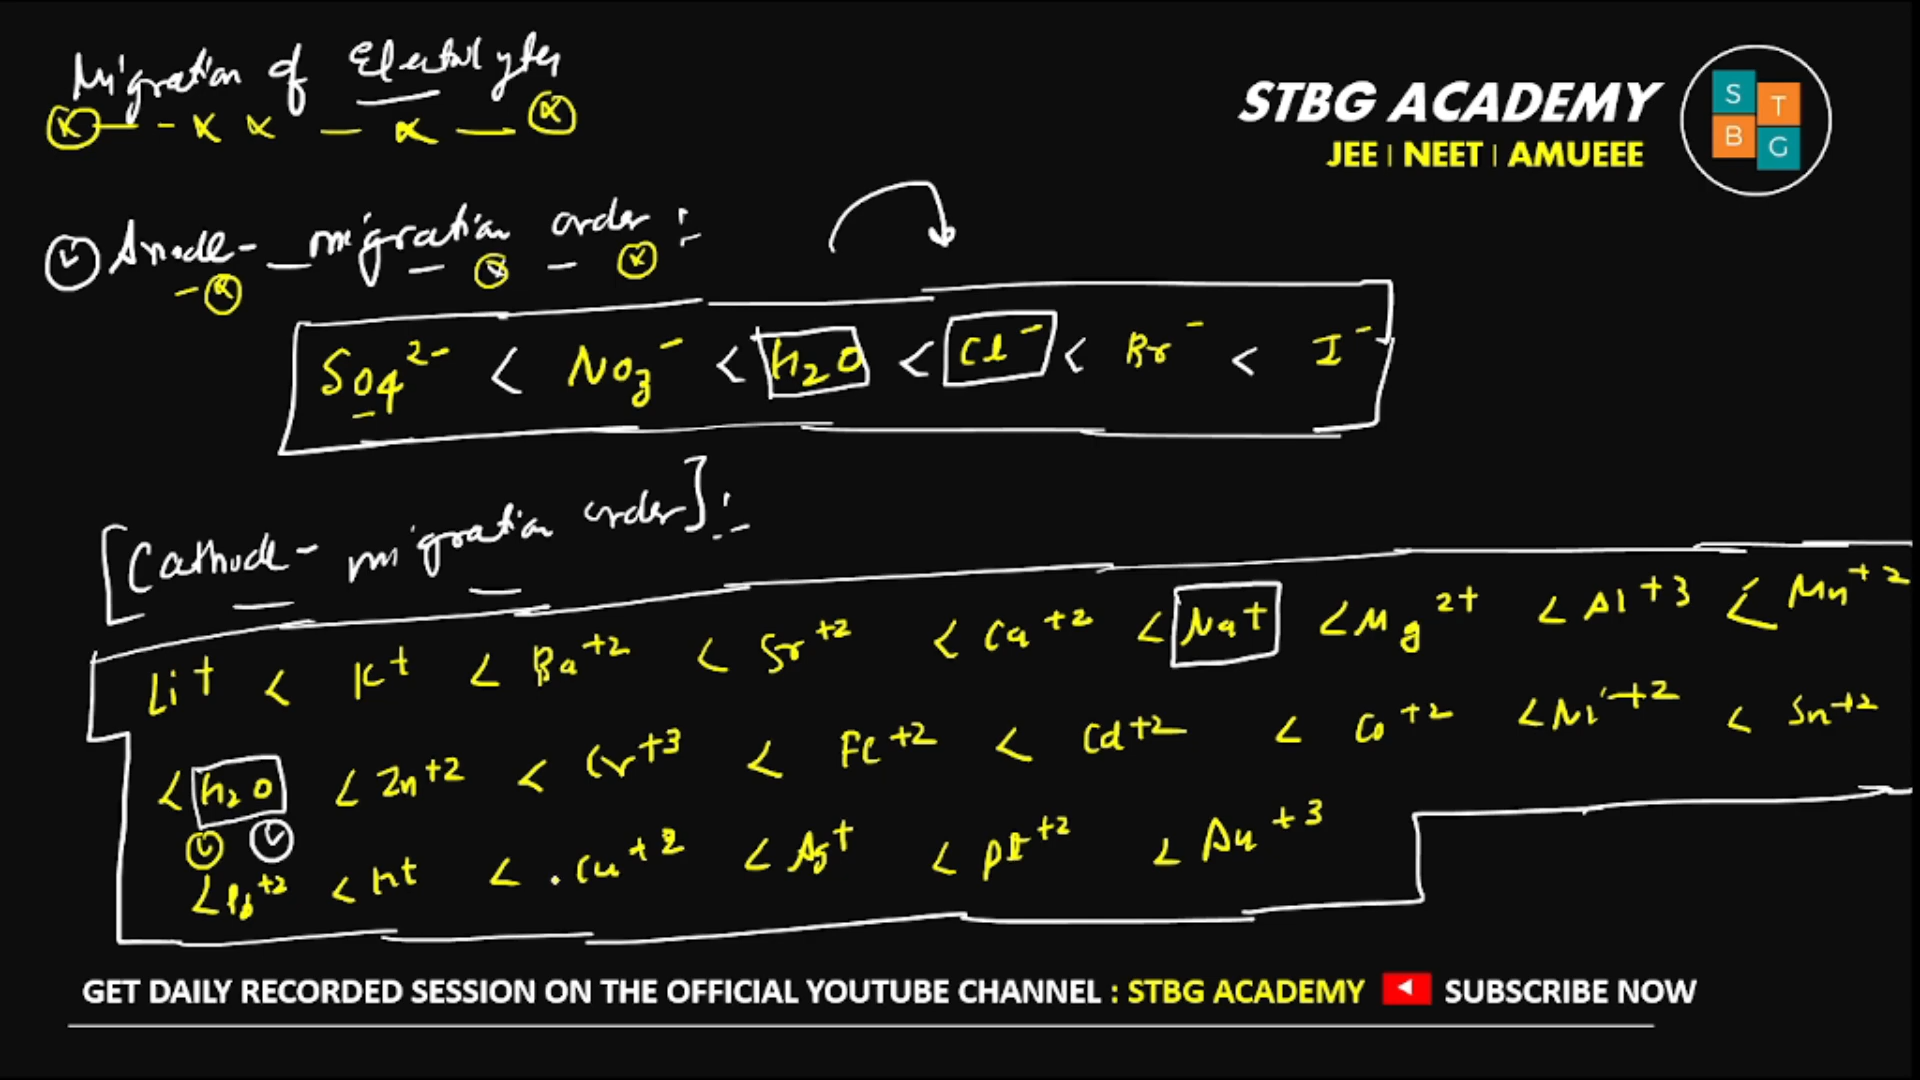 Migration of Electrolytes
STBG ACADEMY
JEE | NEET | AMUEEE
S T
B G
Anode - migration order :-
SO4^2- < NO3^- < H2O < Cl^- < Br^- < I^-
[Cathode - migration order] :-
Li+ < K+ < Ba+2 < Sr+2 < Ca+2 < Na+ < Mg2+ < Al+3 < Mn+2
< H2O < Zn+2 < Cr+3 < Fe+2 < Cd+2 < Co+2 < Ni+2 < Sn+2
< Pb+2 < H+ < Cu+2 < Ag+ < Pt+2 < Au+3
GET DAILY RECORDED SESSION ON THE OFFICIAL YOUTUBE CHANNEL : STBG ACADEMY SUBSCRIBE NOW